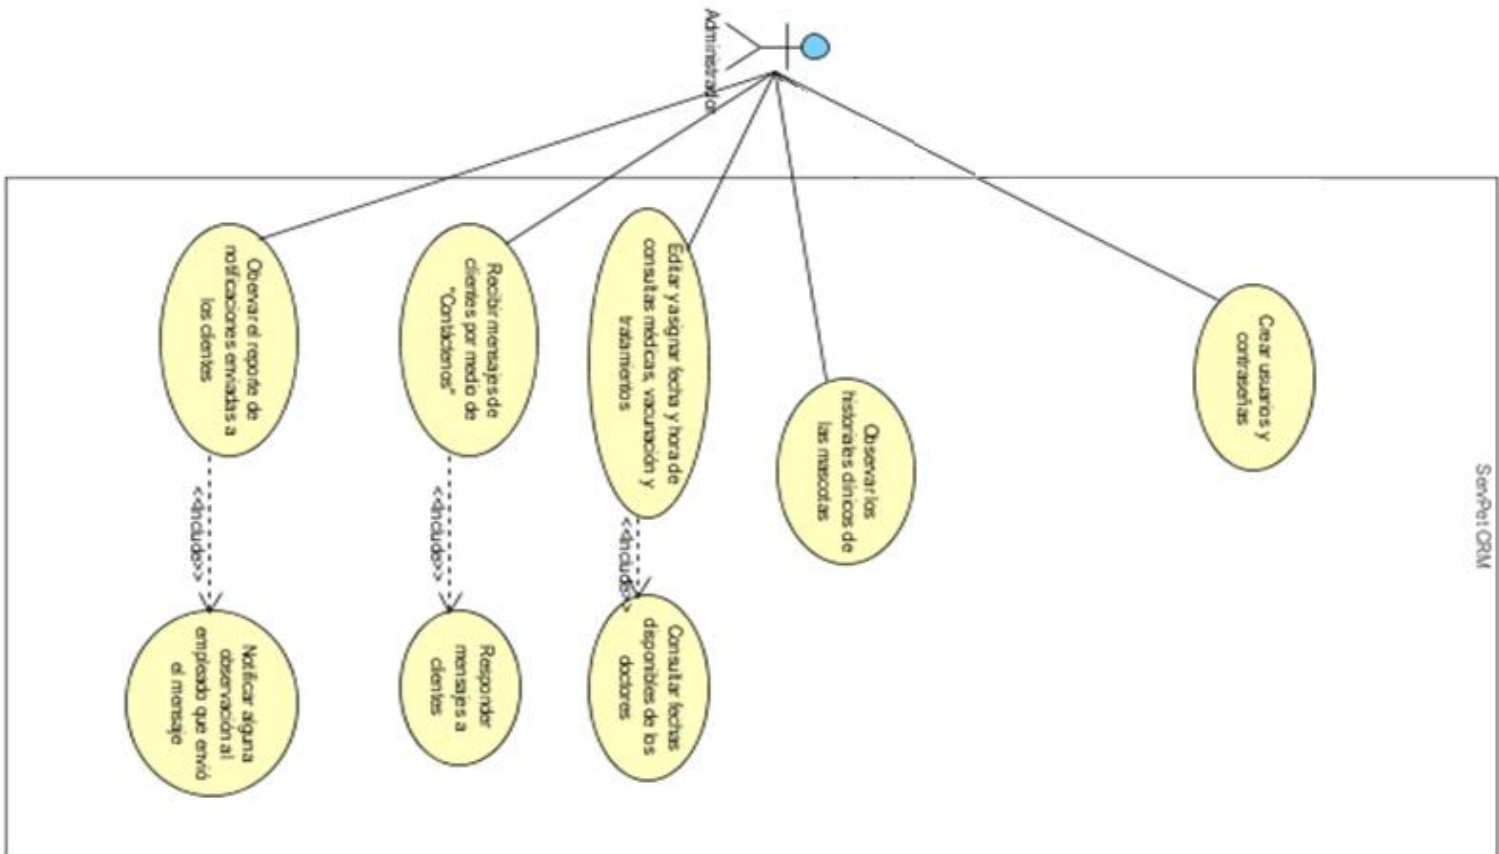 ServPet CRM
Administrador
Crear usuarios y
contraseñas
Observar los
historiales clínicos de
las mascotas
Editar y asignar fecha y hora de
consultas médicas, vacunación y
tratamientos
<<Include>>
Consultar fechas
disponibles de los
doctores
Recibir mensajes de
clientes por medio de
"Contáctenos"
<<Include>>
Responder
mensajes a
clientes
Obervar el reporte de
notificaciones enviadas a
los clientes
<<Include>>
Notificar alguna
observación al
empleado que envió
el mensaje